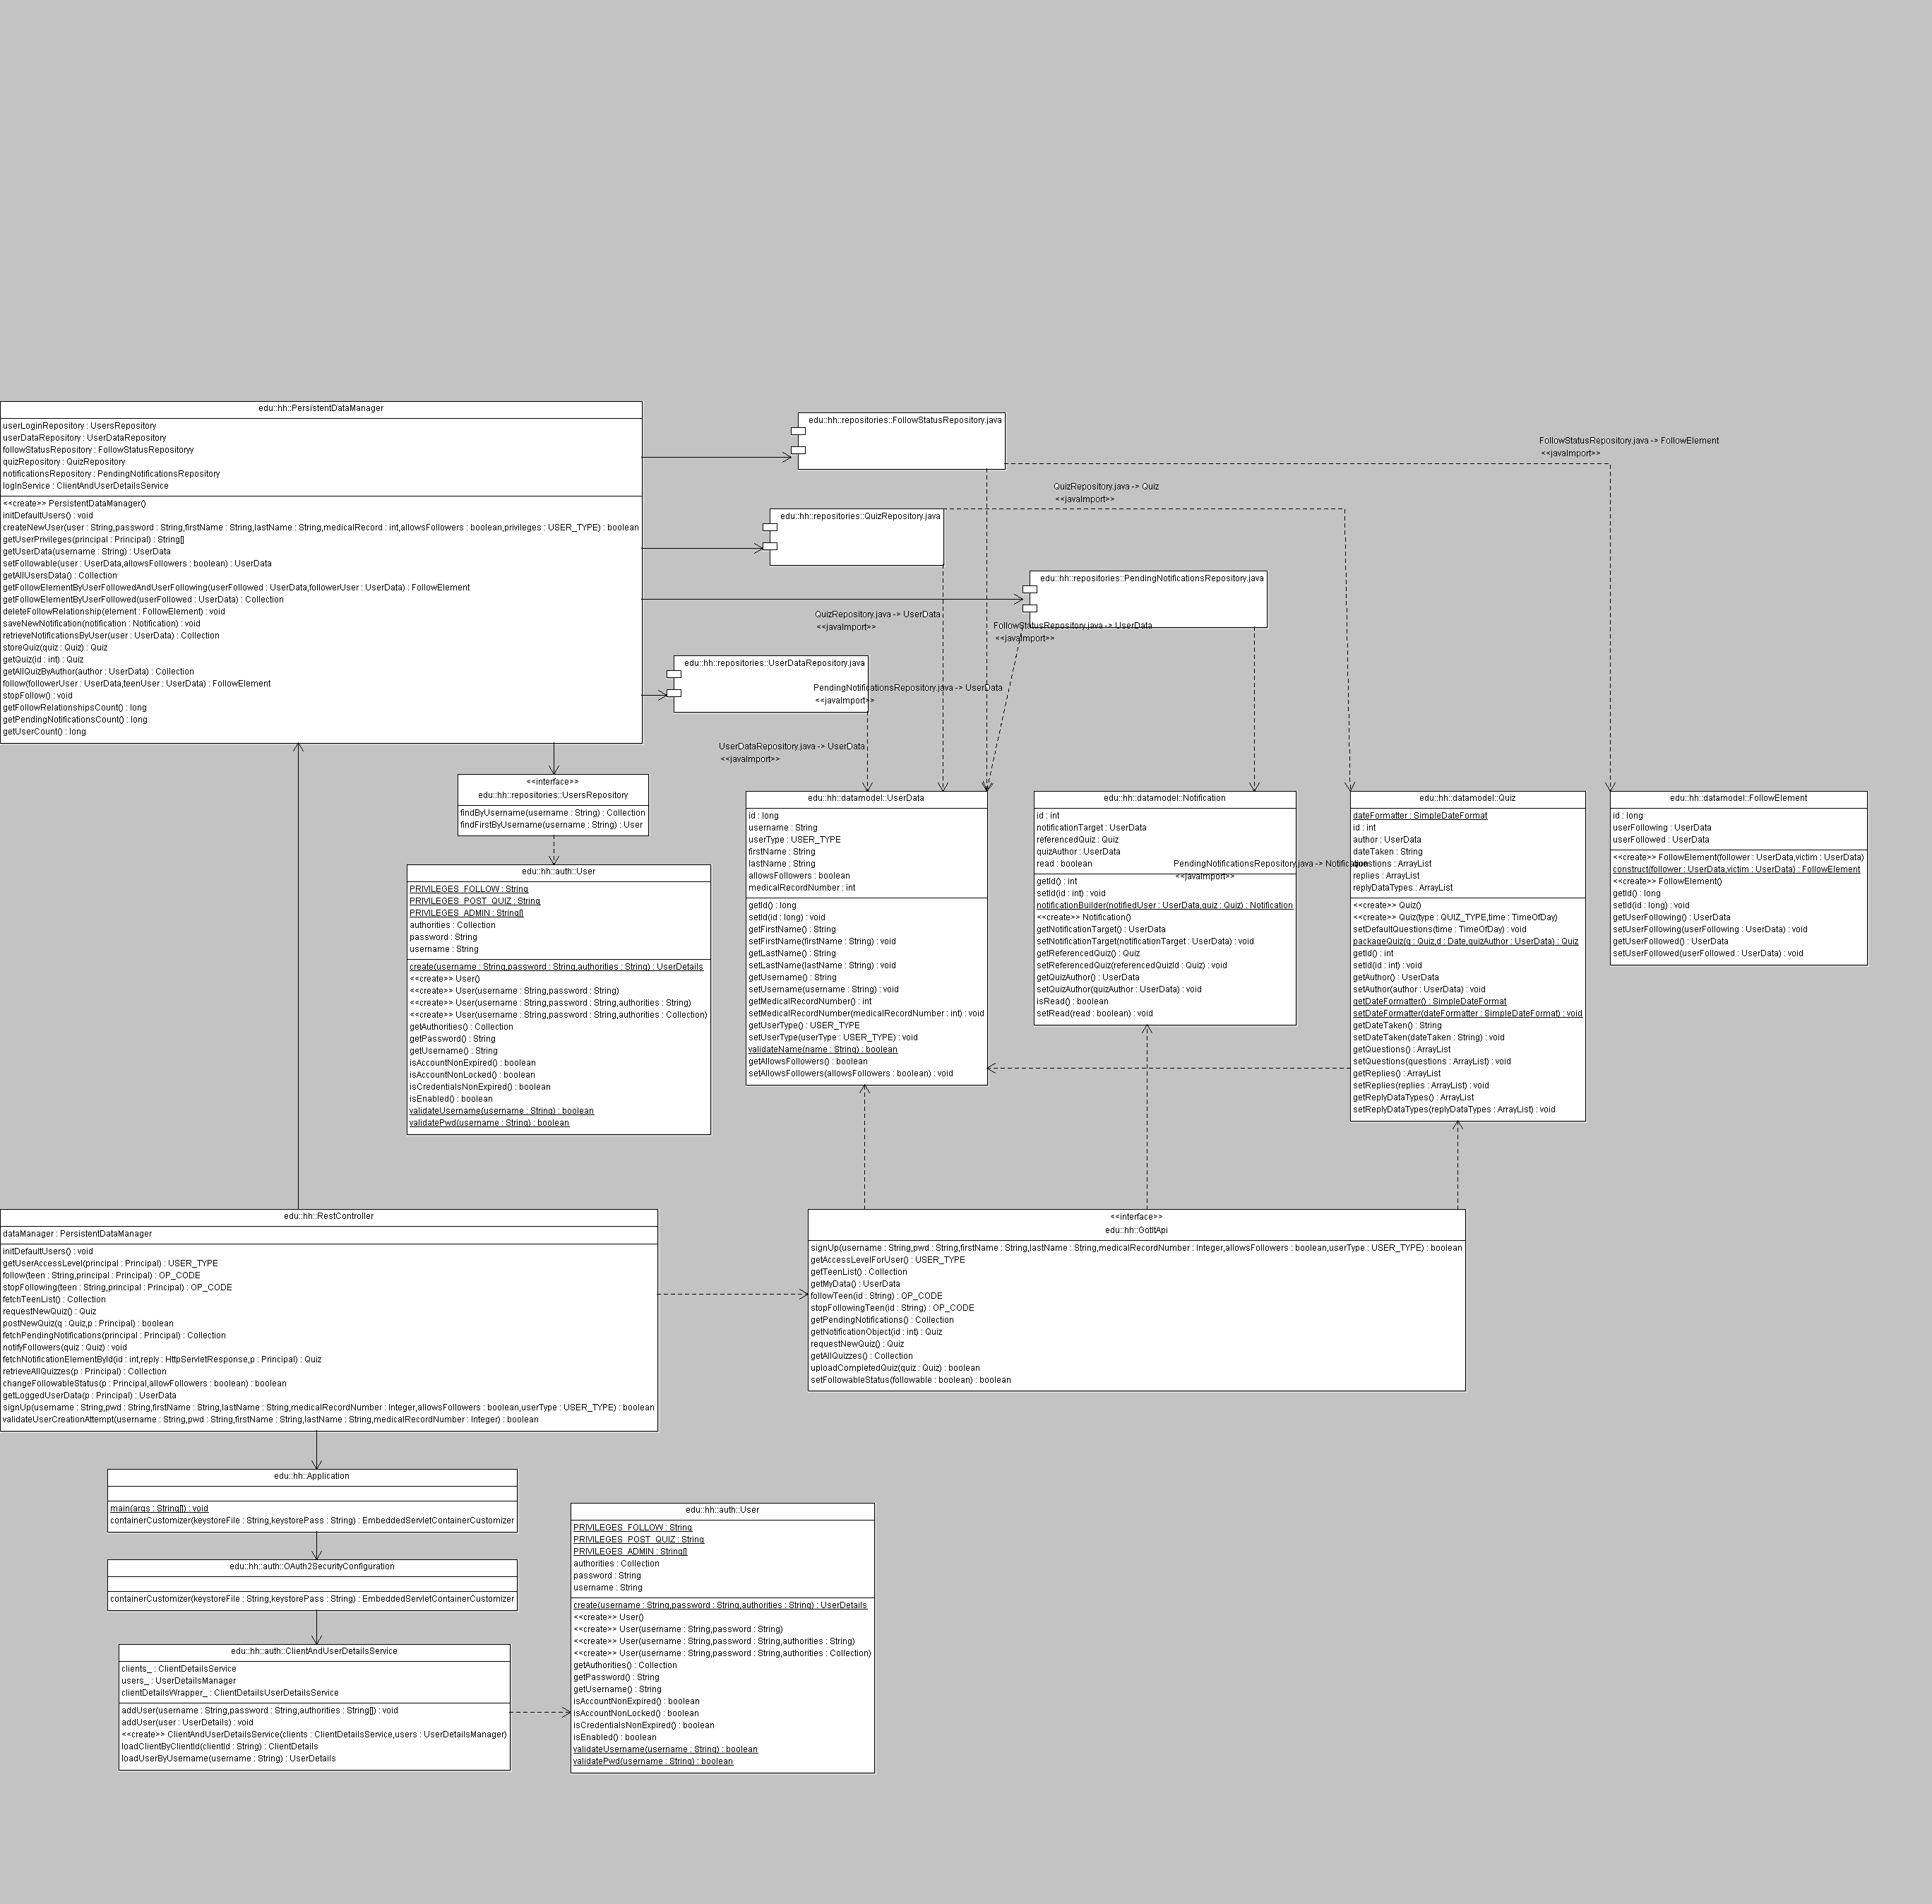 edu::hh::PersistentDataManager
userLoginRepository : UsersRepository
userDataRepository : UserDataRepository
followStatusRepository : FollowStatusRepositoryy
quizRepository : QuizRepository
notificationsRepository : PendingNotificationsRepository
logInService : ClientAndUserDetailsService
<<create>> PersistentDataManager()
initDefaultUsers() : void
createNewUser(user : String,password : String,firstName : String,lastName : String,medicalRecord : int,allowsFollowers : boolean,privileges : USER_TYPE) : boolean
getUserPrivileges(principal : Principal) : String[]
getUserData(username : String) : UserData
setFollowable(user : UserData,allowsFollowers : boolean) : UserData
getAllUsersData() : Collection
getFollowElementByUserFollowedAndUserFollowing(userFollowed : UserData,followerUser : UserData) : FollowElement
getFollowElementByUserFollowed(userFollowed : UserData) : Collection
deleteFollowRelationship(element : FollowElement) : void
saveNewNotification(notification : Notification) : void
retrieveNotificationsByUser(user : UserData) : Collection
storeQuiz(quiz : Quiz) : Quiz
getQuiz(id : int) : Quiz
getAllQuizByAuthor(author : UserData) : Collection
follow(followerUser : UserData,teenUser : UserData) : FollowElement
stopFollow() : void
getFollowRelationshipsCount() : long
getPendingNotificationsCount() : long
getUserCount() : long
edu::hh::repositories::FollowStatusRepository.java
FollowStatusRepository.java -> FollowElement
<<javaImport>>
QuizRepository.java -> Quiz
<<javaImport>>
edu::hh::repositories::QuizRepository.java
edu::hh::repositories::PendingNotificationsRepository.java
QuizRepository.java -> UserData
<<javaImport>>
FollowStatusRepository.java -> UserData
<<javaImport>>
edu::hh::repositories::UserDataRepository.java
PendingNotificationsRepository.java -> UserData
<<javaImport>>
UserDataRepository.java -> UserData
<<javaImport>>
<<interface>>
edu::hh::repositories::UsersRepository
findByUsername(username : String) : Collection
findFirstByUsername(username : String) : User
edu::hh::auth::User
PRIVILEGES_FOLLOW : String
PRIVILEGES_POST_QUIZ : String
PRIVILEGES_ADMIN : String[]
authorities : Collection
password : String
username : String
create(username : String,password : String,authorities : String) : UserDetails
<<create>> User()
<<create>> User(username : String,password : String)
<<create>> User(username : String,password : String,authorities : String)
<<create>> User(username : String,password : String,authorities : Collection)
getAuthorities() : Collection
getPassword() : String
getUsername() : String
isAccountNonExpired() : boolean
isAccountNonLocked() : boolean
isCredentialsNonExpired() : boolean
isEnabled() : boolean
validateUsername(username : String) : boolean
validatePwd(username : String) : boolean
edu::hh::datamodel::UserData
id : long
username : String
userType : USER_TYPE
firstName : String
lastName : String
allowsFollowers : boolean
medicalRecordNumber : int
getId() : long
setId(id : long) : void
getFirstName() : String
setFirstName(firstName : String) : void
getLastName() : String
setLastName(lastName : String) : void
getUsername() : String
setUsername(username : String) : void
getMedicalRecordNumber() : int
setMedicalRecordNumber(medicalRecordNumber : int) : void
getUserType() : USER_TYPE
setUserType(userType : USER_TYPE) : void
validateName(name : String) : boolean
getAllowsFollowers() : boolean
setAllowsFollowers(allowsFollowers : boolean) : void
edu::hh::datamodel::Notification
id : int
notificationTarget : UserData
referencedQuiz : Quiz
quizAuthor : UserData
read : boolean
PendingNotificationsRepository.java -> Notification
<<javaImport>>
getId() : int
setId(id : int) : void
notificationBuilder(notifiedUser : UserData,quiz : Quiz) : Notification
<<create>> Notification()
getNotificationTarget() : UserData
setNotificationTarget(notificationTarget : UserData) : void
getReferencedQuiz() : Quiz
setReferencedQuiz(referencedQuizId : Quiz) : void
getQuizAuthor() : UserData
setQuizAuthor(quizAuthor : UserData) : void
isRead() : boolean
setRead(read : boolean) : void
edu::hh::datamodel::Quiz
dateFormatter : SimpleDateFormat
id : int
author : UserData
dateTaken : String
questions : ArrayList
replies : ArrayList
replyDataTypes : ArrayList
<<create>> Quiz()
<<create>> Quiz(type : QUIZ_TYPE,time : TimeOfDay)
setDefaultQuestions(time : TimeOfDay) : void
packageQuiz(q : Quiz,d : Date,quizAuthor : UserData) : Quiz
getId() : int
setId(id : int) : void
getAuthor() : UserData
setAuthor(author : UserData) : void
getDateFormatter() : SimpleDateFormat
setDateFormatter(dateFormatter : SimpleDateFormat) : void
getDateTaken() : String
setDateTaken(dateTaken : String) : void
getQuestions() : ArrayList
setQuestions(questions : ArrayList) : void
getReplies() : ArrayList
setReplies(replies : ArrayList) : void
getReplyDataTypes() : ArrayList
setReplyDataTypes(replyDataTypes : ArrayList) : void
edu::hh::datamodel::FollowElement
id : long
userFollowing : UserData
userFollowed : UserData
<<create>> FollowElement(follower : UserData,victim : UserData)
construct(follower : UserData,victim : UserData) : FollowElement
<<create>> FollowElement()
getId() : long
setId(id : long) : void
getUserFollowing() : UserData
setUserFollowing(userFollowing : UserData) : void
getUserFollowed() : UserData
setUserFollowed(userFollowed : UserData) : void
edu::hh::RestController
dataManager : PersistentDataManager
initDefaultUsers() : void
getUserAccessLevel(principal : Principal) : USER_TYPE
follow(teen : String,principal : Principal) : OP_CODE
stopFollowing(teen : String,principal : Principal) : OP_CODE
fetchTeenList() : Collection
requestNewQuiz() : Quiz
postNewQuiz(q : Quiz,p : Principal) : boolean
fetchPendingNotifications(principal : Principal) : Collection
notifyFollowers(quiz : Quiz) : void
fetchNotificationElementById(id : int,reply : HttpServletResponse,p : Principal) : Quiz
retrieveAllQuizzes(p : Principal) : Collection
changeFollowableStatus(p : Principal,allowFollowers : boolean) : boolean
getLoggedUserData(p : Principal) : UserData
signUp(username : String,pwd : String,firstName : String,lastName : String,medicalRecordNumber : Integer,allowsFollowers : boolean,userType : USER_TYPE) : boolean
validateUserCreationAttempt(username : String,pwd : String,firstName : String,lastName : String,medicalRecordNumber : Integer) : boolean
<<interface>>
edu::hh::GotItApi
signUp(username : String,pwd : String,firstName : String,lastName : String,medicalRecordNumber : Integer,allowsFollowers : boolean,userType : USER_TYPE) : boolean
getAccessLevelForUser() : USER_TYPE
getTeenList() : Collection
getMyData() : UserData
followTeen(id : String) : OP_CODE
stopFollowingTeen(id : String) : OP_CODE
getPendingNotifications() : Collection
getNotificationObject(id : int) : Quiz
requestNewQuiz() : Quiz
getAllQuizzes() : Collection
uploadCompletedQuiz(quiz : Quiz) : boolean
setFollowableStatus(followable : boolean) : boolean
edu::hh::Application
main(args : String[]) : void
containerCustomizer(keystoreFile : String,keystorePass : String) : EmbeddedServletContainerCustomizer
edu::hh::auth::OAuth2SecurityConfiguration
containerCustomizer(keystoreFile : String,keystorePass : String) : EmbeddedServletContainerCustomizer
edu::hh::auth::ClientAndUserDetailsService
clients_ : ClientDetailsService
users_ : UserDetailsManager
clientDetailsWrapper_ : ClientDetailsUserDetailsService
addUser(username : String,password : String,authorities : String[]) : void
addUser(user : UserDetails) : void
<<create>> ClientAndUserDetailsService(clients : ClientDetailsService,users : UserDetailsManager)
loadClientByClientId(clientId : String) : ClientDetails
loadUserByUsername(username : String) : UserDetails
edu::hh::auth::User
PRIVILEGES_FOLLOW : String
PRIVILEGES_POST_QUIZ : String
PRIVILEGES_ADMIN : String[]
authorities : Collection
password : String
username : String
create(username : String,password : String,authorities : String) : UserDetails
<<create>> User()
<<create>> User(username : String,password : String)
<<create>> User(username : String,password : String,authorities : String)
<<create>> User(username : String,password : String,authorities : Collection)
getAuthorities() : Collection
getPassword() : String
getUsername() : String
isAccountNonExpired() : boolean
isAccountNonLocked() : boolean
isCredentialsNonExpired() : boolean
isEnabled() : boolean
validateUsername(username : String) : boolean
validatePwd(username : String) : boolean